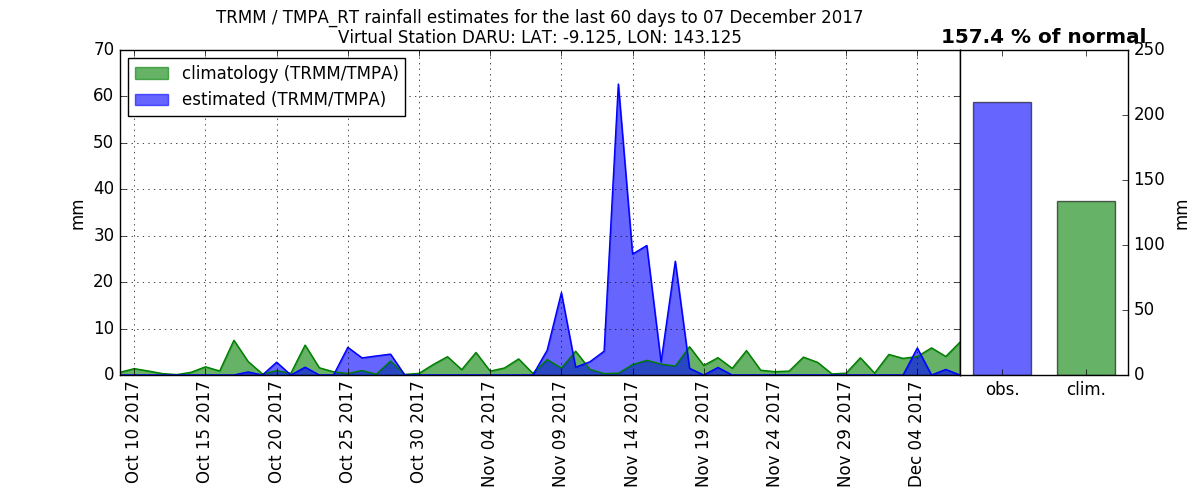 TRMM / TMPA_RT rainfall estimates for the last 60 days to 07 December 2017
Virtual Station DARU: LAT: -9.125, LON: 143.125
157.4 % of normal
climatology (TRMM/TMPA)
estimated (TRMM/TMPA)
70
60
50
40
30
20
10
0
mm
Oct 10 2017
Oct 15 2017
Oct 20 2017
Oct 25 2017
Oct 30 2017
Nov 04 2017
Nov 09 2017
Nov 14 2017
Nov 19 2017
Nov 24 2017
Nov 29 2017
Dec 04 2017
250
200
150
100
50
0
mm
obs.
clim.